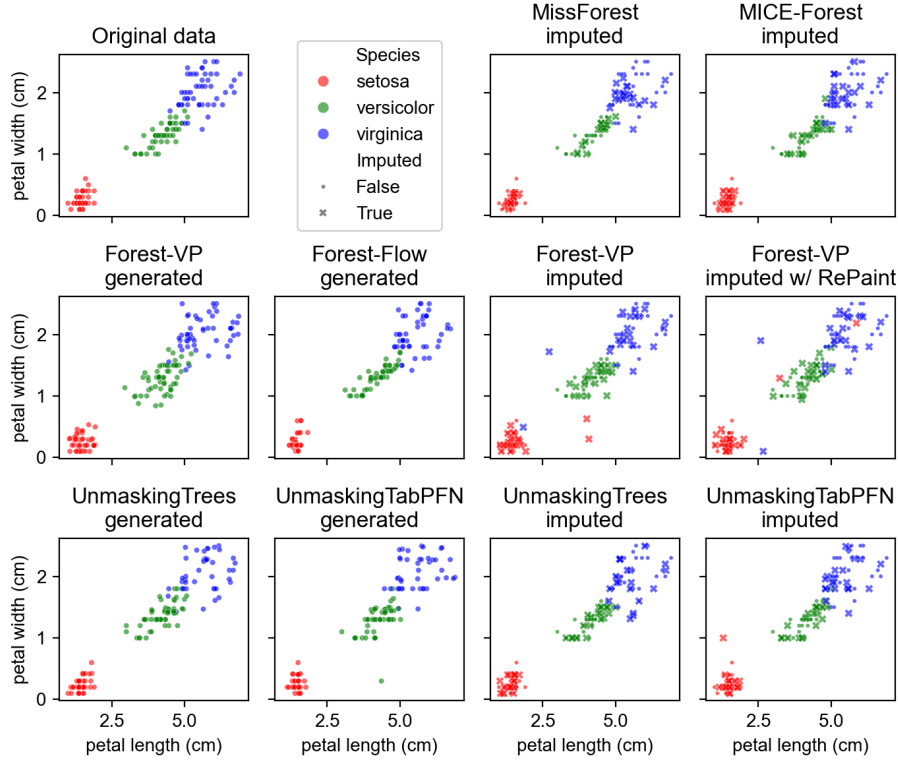 Original data
petal width (cm)
2
1
0
Species
setosa
versicolor
virginica
Imputed
False
True
MissForest
imputed
MICE-Forest
imputed
Forest-VP
generated
petal width (cm)
2
1
0
Forest-Flow
generated
Forest-VP
imputed
Forest-VP
imputed w/ RePaint
UnmaskingTrees
generated
petal width (cm)
2
1
0
2.5 5.0
petal length (cm)
UnmaskingTabPFN
generated
2.5 5.0
petal length (cm)
UnmaskingTrees
imputed
2.5 5.0
petal length (cm)
UnmaskingTabPFN
imputed
2.5 5.0
petal length (cm)